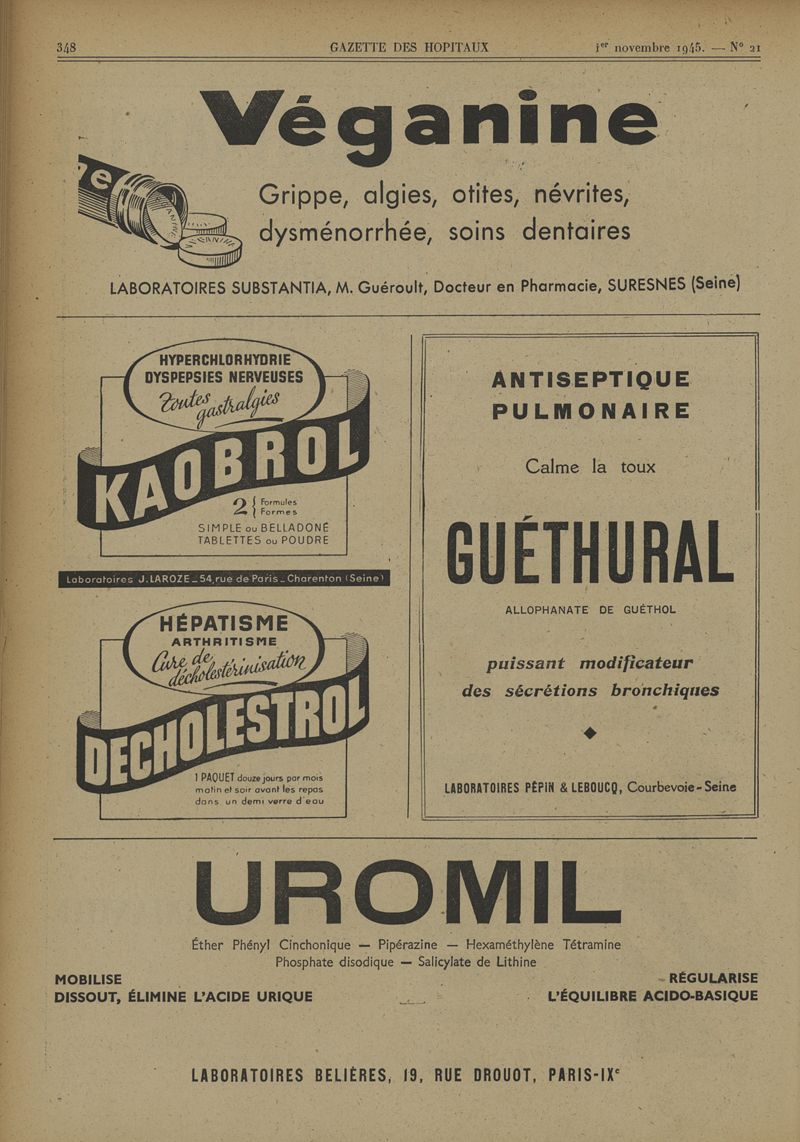 348
GAZETTE DES HOPITAUX
1er novembre 1945. — N° 21
Véganine
Grippe, algies, otites, névrites,
dysménorrhée, soins dentaires
LABORATOIRES SUBSTANTIA, M. Guéroult, Docteur en Pharmacie, SURESNES (Seine)
HYPERCHLORHYDRIE
DYSPEPSIES NERVEUSES
Toutes
gastralgies
KAOBROL
2 { Formules
Formes
SIMPLE ou BELLADONÉ
TABLETTES ou POUDRE
Laboratoires J. LAROZE _ 54, rue de Paris _ Charenton (Seine)
HÉPATISME
ARTHRITISME
Cure de
décholestérinisation
DECHOLESTROL
1 PAQUET douze jours par mois
matin et soir avant les repas
dans un demi verre d'eau
ANTISEPTIQUE
PULMONAIRE
Calme la toux
GUÉTHURAL
ALLOPHANATE DE GUÉTHOL
puissant modificateur
des sécrétions bronchiques
LABORATOIRES PÉPIN & LEBOUCQ, Courbevoie-Seine
UROMIL
Éther Phényl Cinchonique — Pipérazine — Hexaméthylène Tétramine
Phosphate disodique — Salicylate de Lithine
MOBILISE
DISSOUT, ÉLIMINE L'ACIDE URIQUE
RÉGULARISE
L'ÉQUILIBRE ACIDO-BASIQUE
LABORATOIRES BELIÈRES, 19, RUE DROUOT, PARIS-IXe